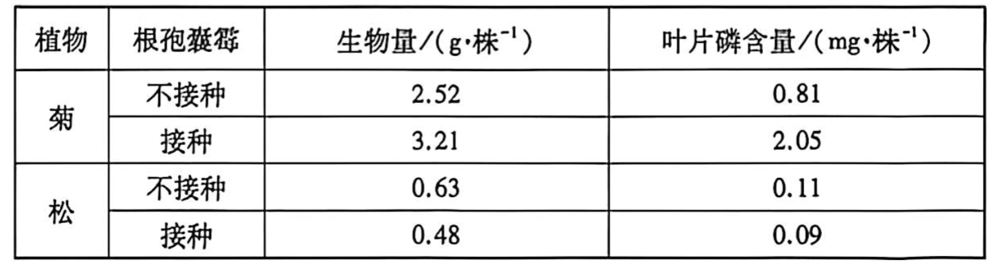 植物 根孢囊霉 生物量/(g·株⁻¹) 叶片磷含量/(mg·株⁻¹)
菊 不接种 2.52 0.81
接种 3.21 2.05
松 不接种 0.63 0.11
接种 0.48 0.09